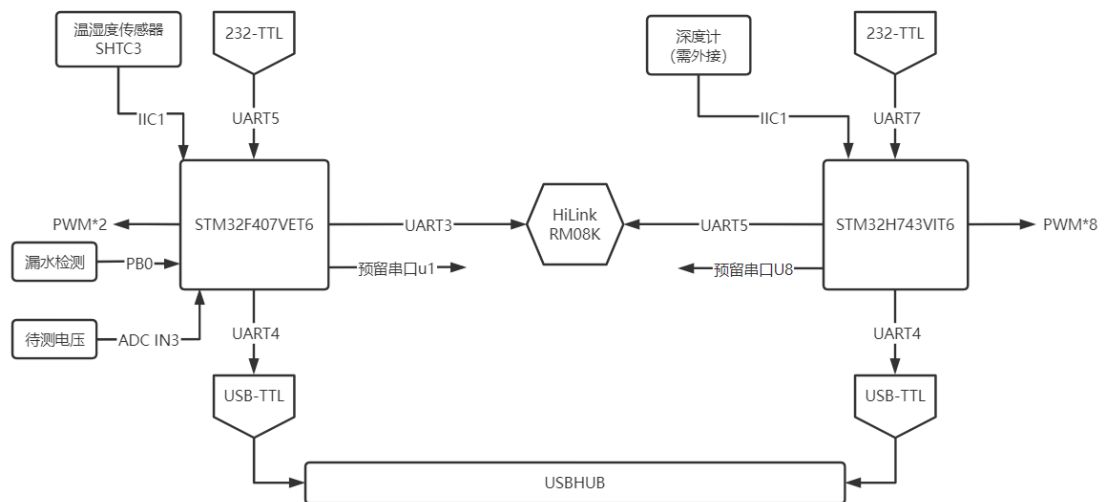 温湿度传感器
SHTC3
232-TTL
深度计
(需外接)
232-TTL
IIC1
UART5
IIC1
UART7
PWM*2
STM32F407VET6
UART3
HiLink
RM08K
UART5
STM32H743VIT6
PWM*8
漏水检测
PB0
预留串口u1
预留串口U8
待测电压
ADC IN3
UART4
UART4
USB-TTL
USB-TTL
USBHUB